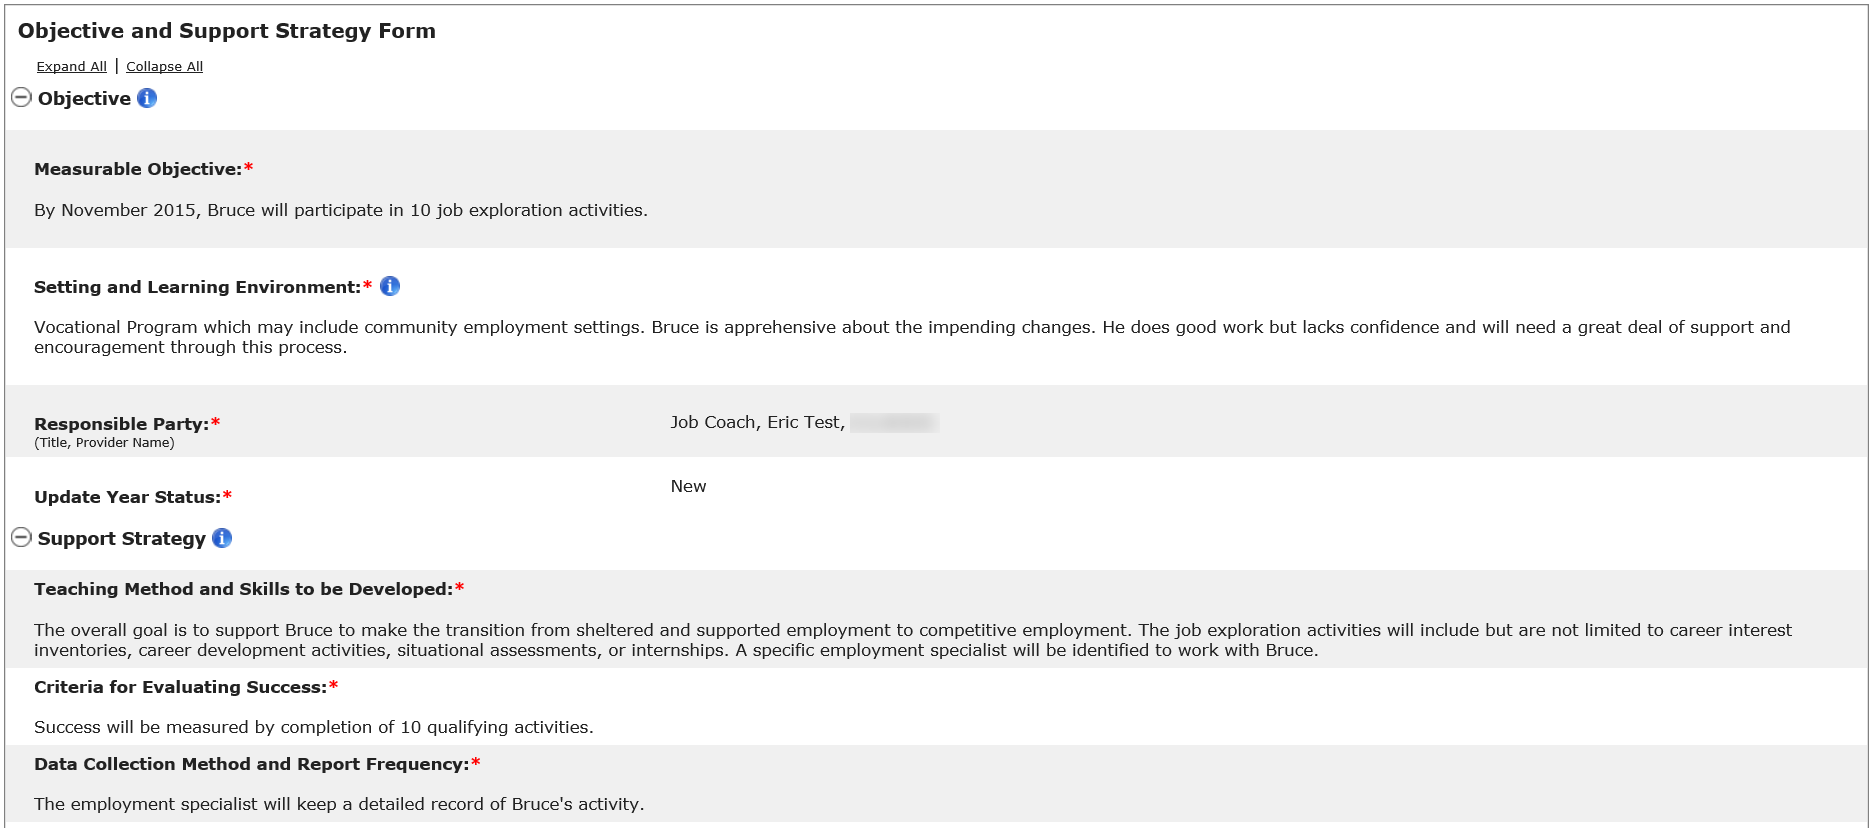 Objective and Support Strategy Form
Expand All | Collapse All
Objective
Measurable Objective:*
By November 2015, Bruce will participate in 10 job exploration activities.
Setting and Learning Environment:*
Vocational Program which may include community employment settings. Bruce is apprehensive about the impending changes. He does good work but lacks confidence and will need a great deal of support and
encouragement through this process.
Responsible Party:* Job Coach, Eric Test,
(Title, Provider Name)
Update Year Status:* New
Support Strategy
Teaching Method and Skills to be Developed:*
The overall goal is to support Bruce to make the transition from sheltered and supported employment to competitive employment. The job exploration activities will include but are not limited to career interest
inventories, career development activities, situational assessments, or internships. A specific employment specialist will be identified to work with Bruce.
Criteria for Evaluating Success:*
Success will be measured by completion of 10 qualifying activities.
Data Collection Method and Report Frequency:*
The employment specialist will keep a detailed record of Bruce's activity.